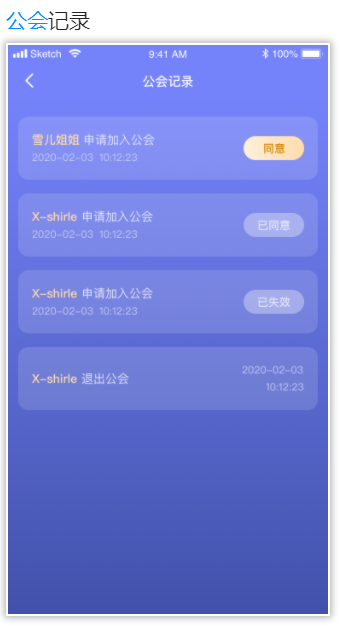 公会记录
Sketch 9:41 AM 100%
公会记录
雪儿姐姐 申请加入公会
2020-02-03 10:12:23
同意
X-shirle 申请加入公会
2020-02-03 10:12:23
已同意
X-shirle 申请加入公会
2020-02-03 10:12:23
已失效
X-shirle 退出公会
2020-02-03
10:12:23